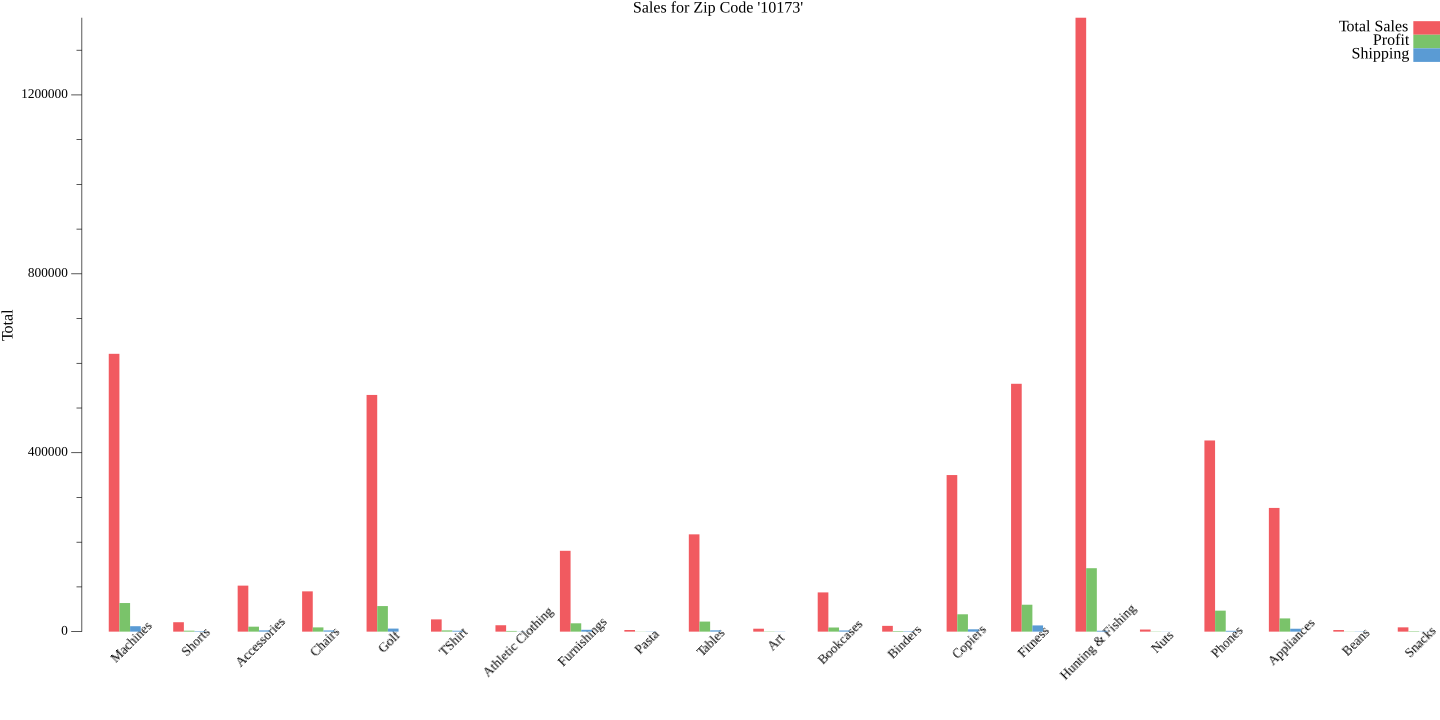 Sales for Zip Code '10173'
Total Sales
Profit
Shipping
1200000
800000
400000
0
Total
Machines
Shorts
Accessories
Chairs
Golf
TShirt
Athletic Clothing
Furnishings
Pasta
Tables
Art
Bookcases
Binders
Copiers
Fitness
Hunting & Fishing
Nuts
Phones
Appliances
Beans
Snacks